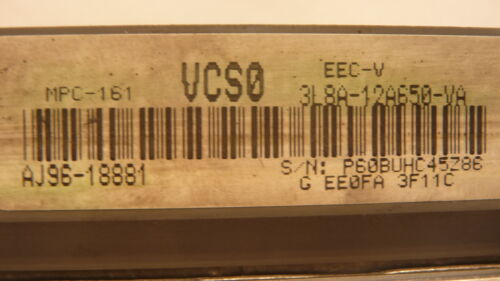 MPC-161 VCS0 EEC-V
3L8A-12A650-VA
AJ96-18881 S/N: P60BUHC45Z86
G EE0FA 3F11C